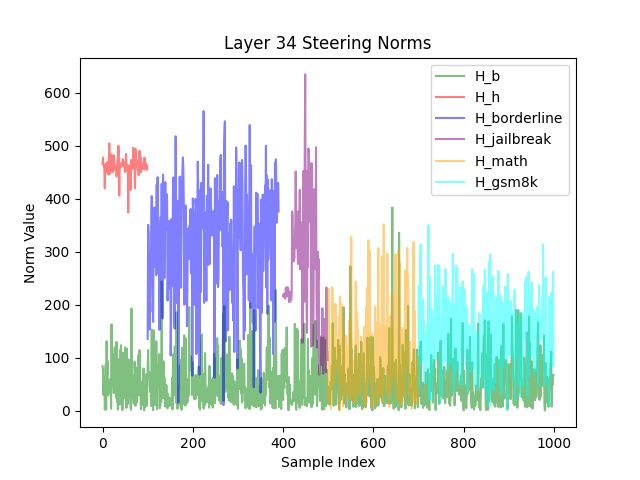 Layer 34 Steering Norms
Norm Value
600
500
400
300
200
100
0
H_b
H_h
H_borderline
H_jailbreak
H_math
H_gsm8k
0
200
400
600
800
1000
Sample Index